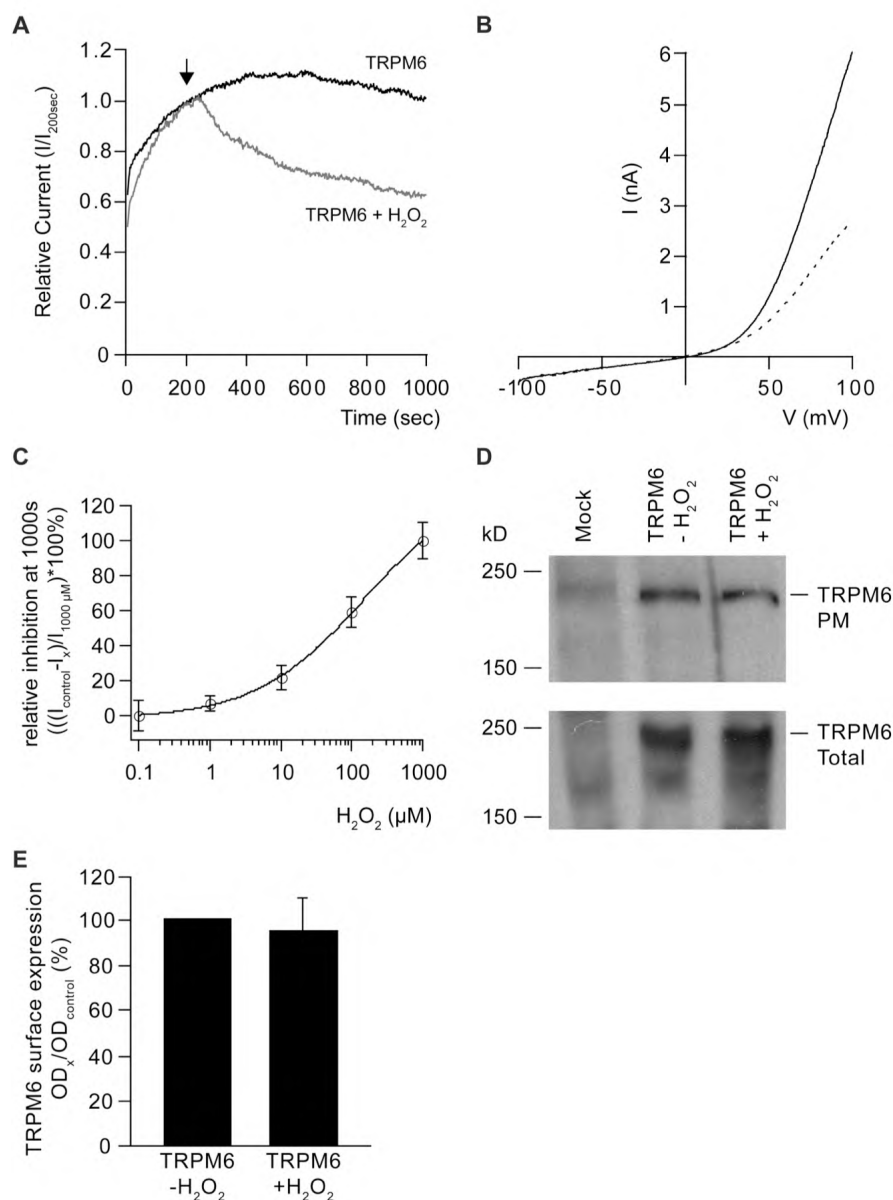 A
Relative Current (I/I200sec)
1.2
1.0
0.8
0.6
0.4
0.2
0
0 200 400 600 800 1000
Time (sec)
TRPM6
TRPM6 + H2O2
B
I (nA)
6
5
4
3
2
1
-100 -50 50 100
V (mV)
C
relative inhibition at 1000s
(((Icontrol-Ix)/I1000 µM)*100%)
120
100
80
60
40
20
0
0.1 1 10 100 1000
H2O2 (µM)
D
kD
Mock
TRPM6
- H2O2
TRPM6
+ H2O2
250
150
TRPM6
PM
250
150
TRPM6
Total
E
TRPM6 surface expression
ODx/ODcontrol (%)
120
100
80
60
40
20
0
TRPM6
-H2O2
TRPM6
+H2O2